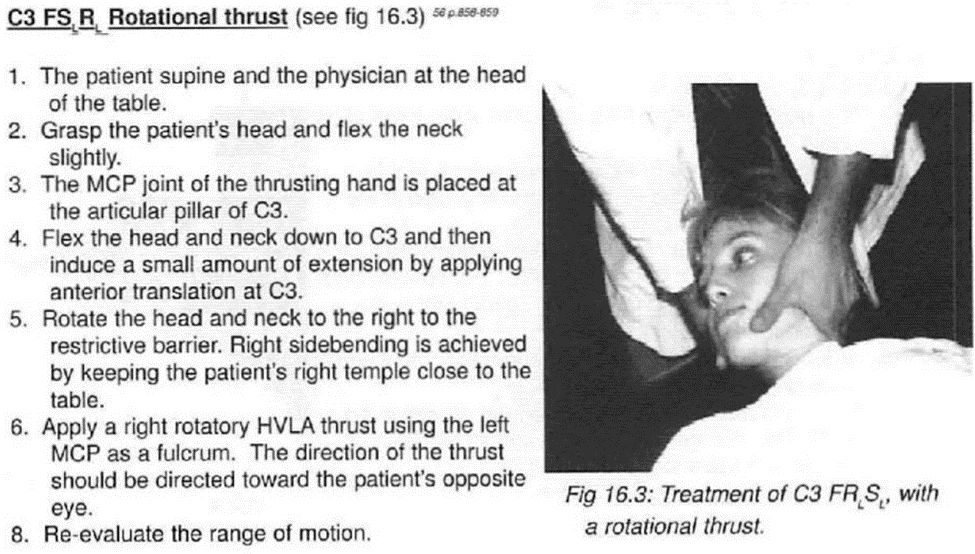 C3 FS_L R_L Rotational thrust (see fig 16.3) 56 p.858-859
1. The patient supine and the physician at the head
of the table.
2. Grasp the patient's head and flex the neck
slightly.
3. The MCP joint of the thrusting hand is placed at
the articular pillar of C3.
4. Flex the head and neck down to C3 and then
induce a small amount of extension by applying
anterior translation at C3.
5. Rotate the head and neck to the right to the
restrictive barrier. Right sidebending is achieved
by keeping the patient's right temple close to the
table.
6. Apply a right rotatory HVLA thrust using the left
MCP as a fulcrum. The direction of the thrust
should be directed toward the patient's opposite
eye.
8. Re-evaluate the range of motion.
Fig 16.3: Treatment of C3 FR_L S_L, with
a rotational thrust.